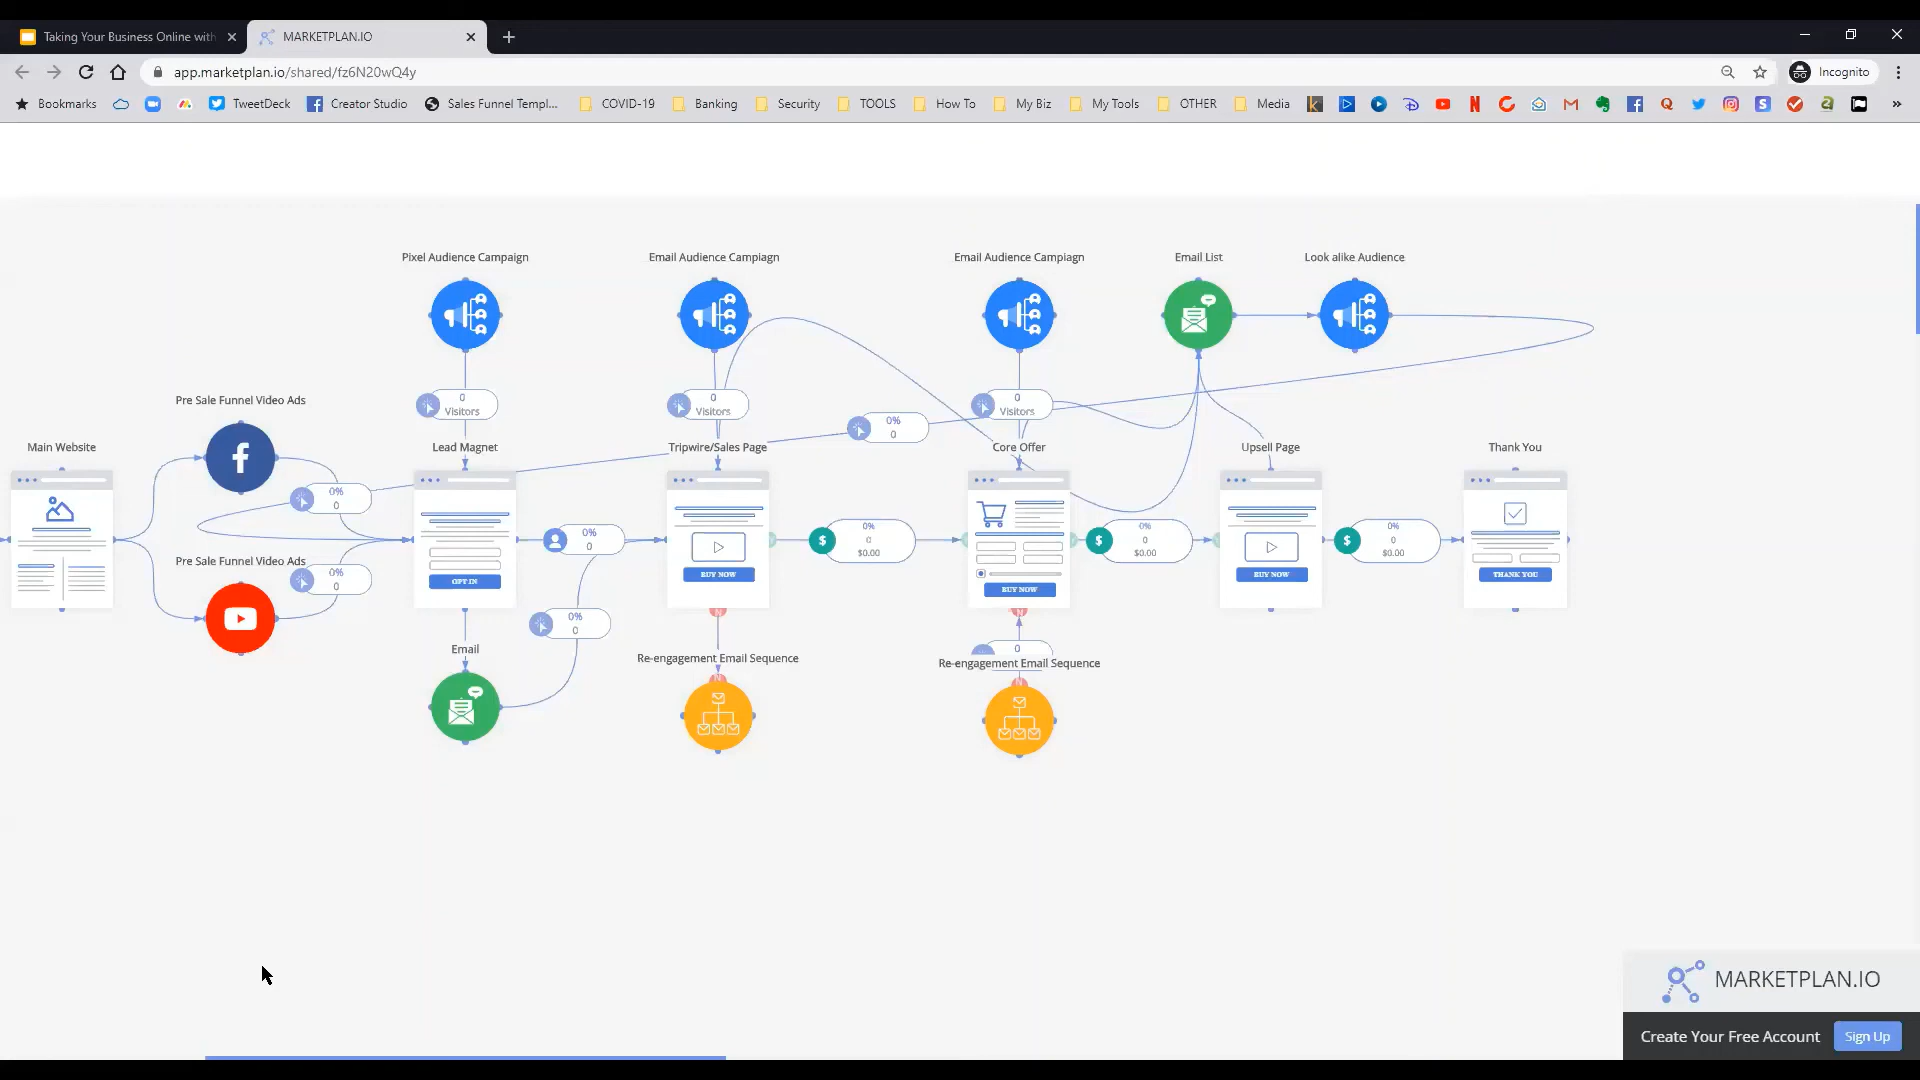 Taking Your Business Online with
MARKETPLAN.IO
app.marketplan.io/shared/fz6N20wQ4y
Incognito
Bookmarks
TweetDeck
Creator Studio
Sales Funnel Templ...
COVID-19
Banking
Security
TOOLS
How To
My Biz
My Tools
OTHER
Media
Pixel Audience Campaign
Email Audience Campiagn
Email Audience Campiagn
Email List
Look alike Audience
0
Visitors
0
Visitors
0
Visitors
0%
0
Pre Sale Funnel Video Ads
Main Website
Lead Magnet
Tripwire/Sales Page
Core Offer
Upsell Page
Thank You
0%
0
Pre Sale Funnel Video Ads
0%
0
OPT IN
0%
0
BUY NOW
0%
0
$0.00
BUY NOW
0%
0
$0.00
BUY NOW
0%
0
$0.00
THANK YOU
0%
0
N
N
0
Email
Re-engagement Email Sequence
Re-engagement Email Sequence
N
N
MARKETPLAN.IO
Create Your Free Account
Sign Up